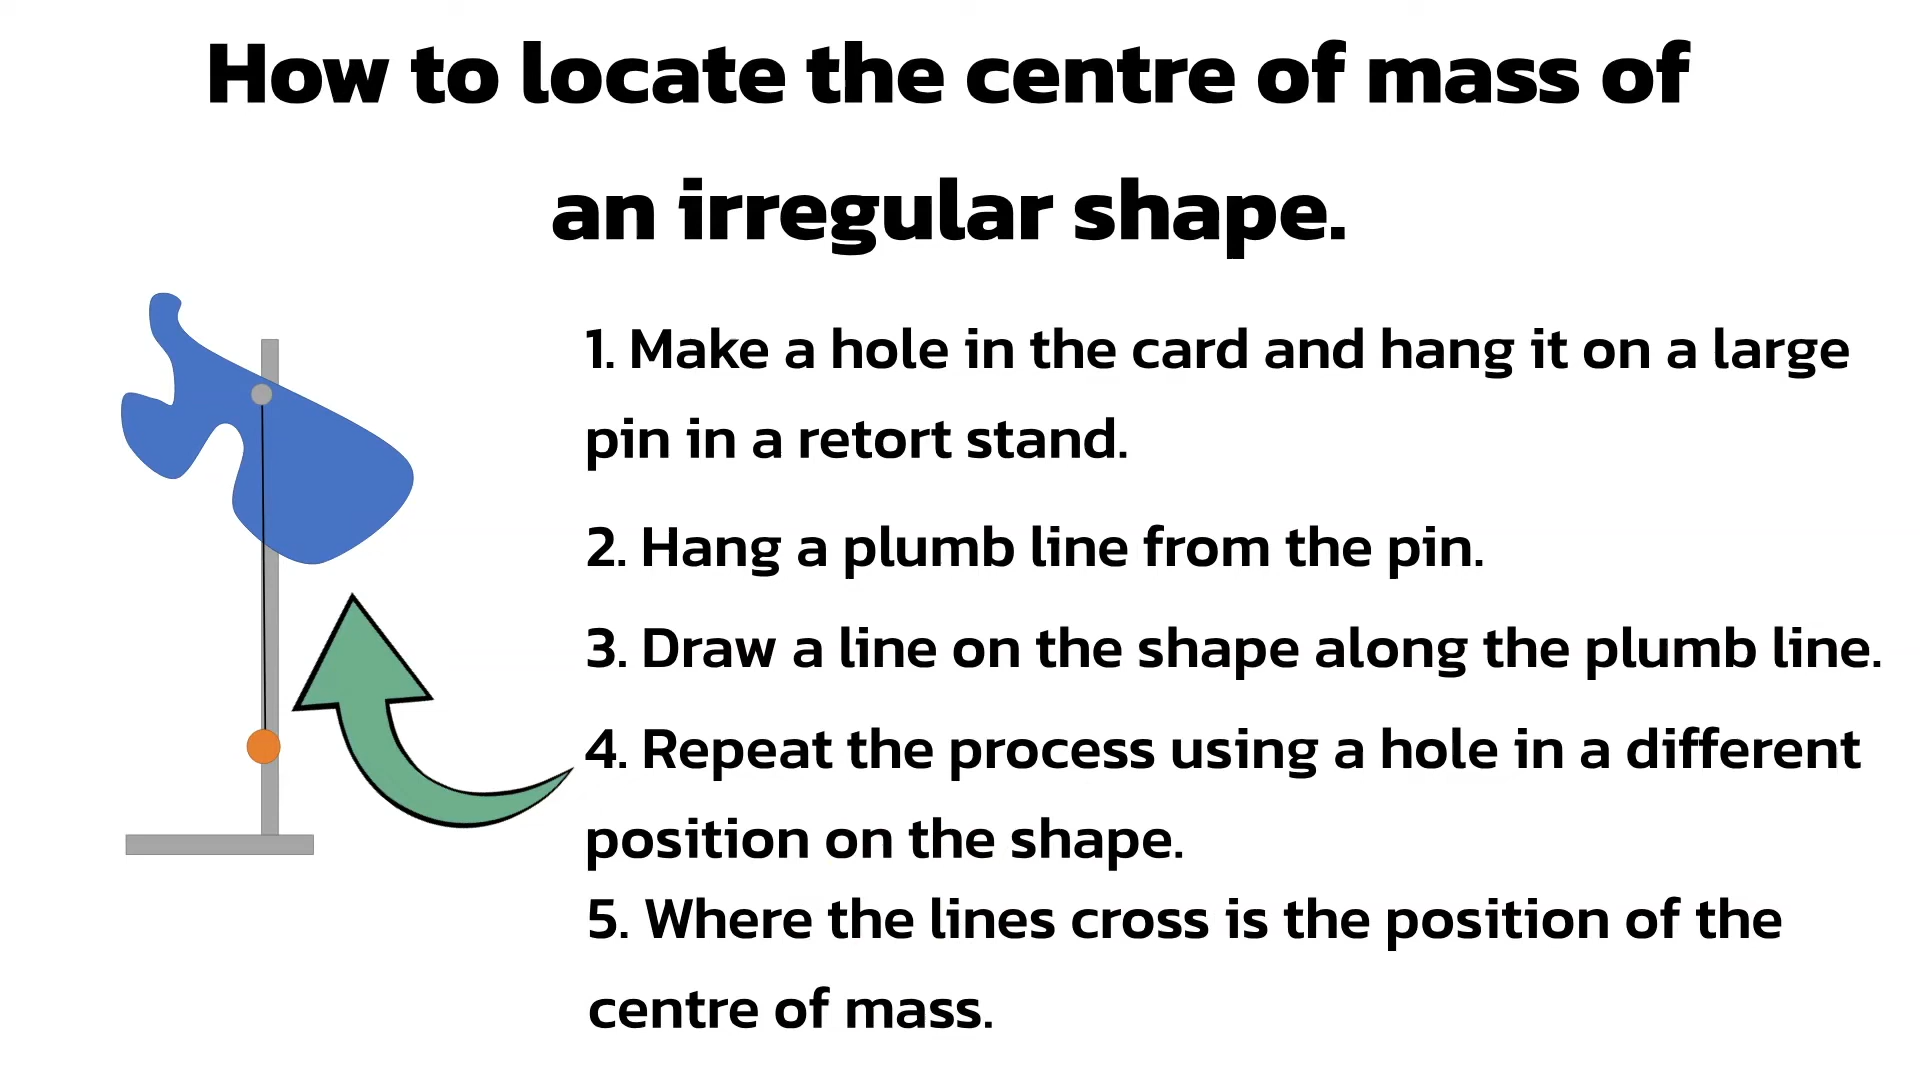 How to locate the centre of mass of
an irregular shape.
1. Make a hole in the card and hang it on a large
pin in a retort stand.
2. Hang a plumb line from the pin.
3. Draw a line on the shape along the plumb line.
4. Repeat the process using a hole in a different
position on the shape.
5. Where the lines cross is the position of the
centre of mass.